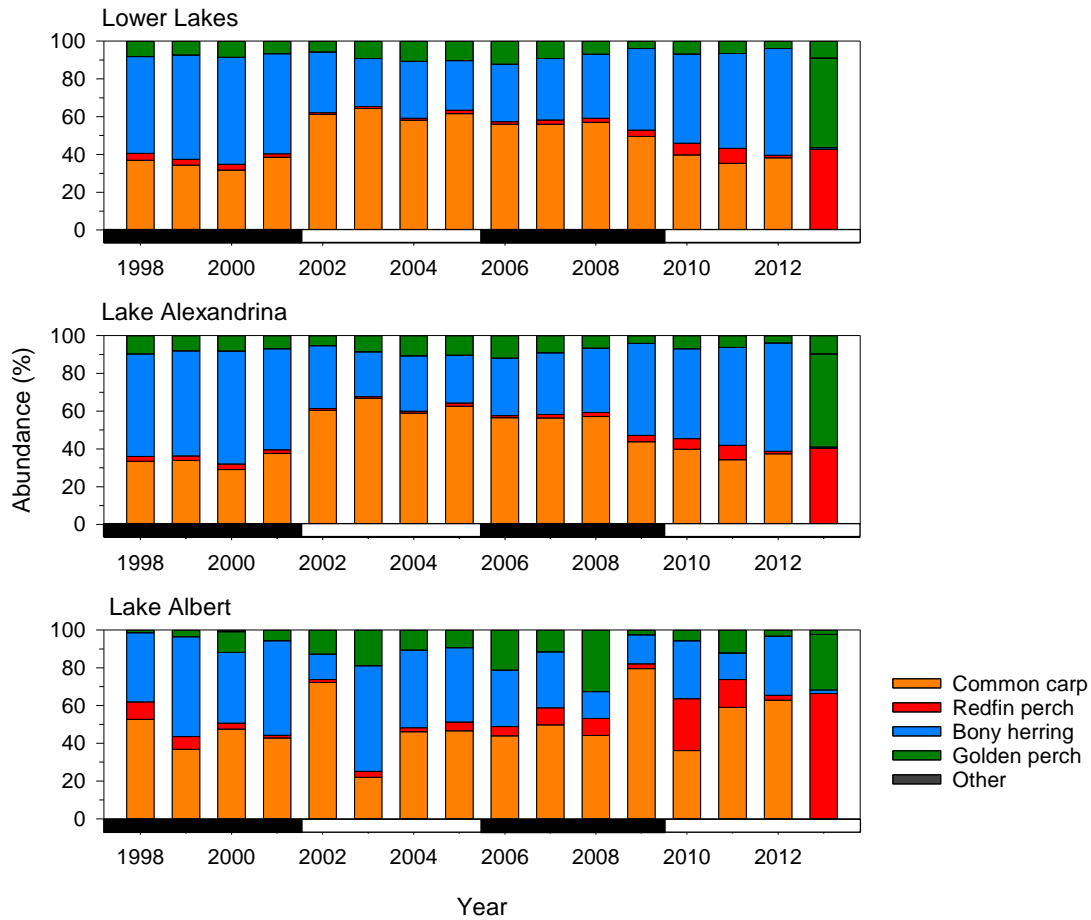 Lower Lakes
100
80
60
40
20
0
1998 2000 2002 2004 2006 2008 2010 2012
Lake Alexandrina
Abundance (%)
100
80
60
40
20
0
1998 2000 2002 2004 2006 2008 2010 2012
Lake Albert
100
80
60
40
20
0
1998 2000 2002 2004 2006 2008 2010 2012
Year
Common carp
Redfin perch
Bony herring
Golden perch
Other